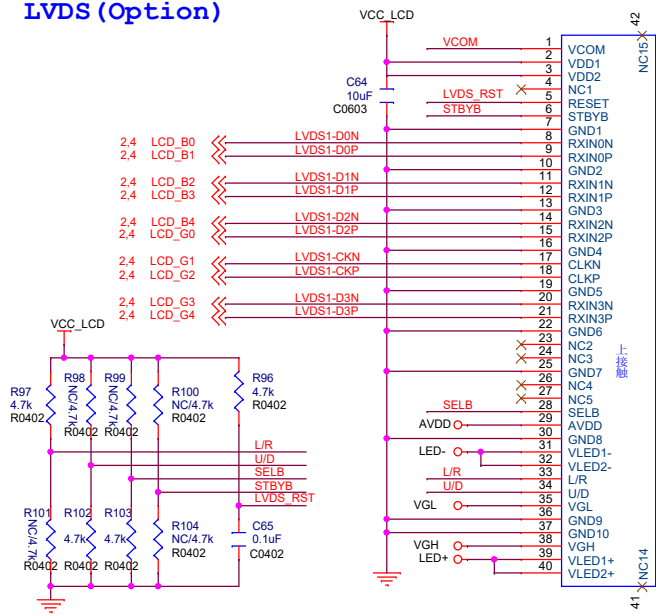 LVDS(Option)
VCC_LCD
42
NC15
VCOM 1 VCOM
2 VDD1
3 VDD2
C64
10uF
C0603
4 NC1
LVDS_RST 5 RESET
STBYB 6 STBYB
7 GND1
2,4 LCD_B0 LVDS1-D0N 8 RXIN0N
2,4 LCD_B1 LVDS1-D0P 9 RXIN0P
10 GND2
2,4 LCD_B2 LVDS1-D1N 11 RXIN1N
2,4 LCD_B3 LVDS1-D1P 12 RXIN1P
13 GND3
2,4 LCD_B4 LVDS1-D2N 14 RXIN2N
2,4 LCD_G0 LVDS1-D2P 15 RXIN2P
16 GND4
2,4 LCD_G1 LVDS1-CKN 17 CLKN
2,4 LCD_G2 LVDS1-CKP 18 CLKP
19 GND5
2,4 LCD_G3 LVDS1-D3N 20 RXIN3N
2,4 LCD_G4 LVDS1-D3P 21 RXIN3P
22 GND6
23 NC2
24 NC3
25 GND7
26 NC4
27 NC5
SELB 28 SELB
AVDD 29 AVDD
30 GND8
LED- 31 VLED1-
32 VLED2-
L/R 33 L/R
U/D 34 U/D
VGL 35 VGL
36 GND9
37 GND10
VGH 38 VGH
LED+ 39 VLED1+
40 VLED2+
上接触
NC14
41
VCC_LCD
R97
4.7k
R0402
R98
NC/4.7k
R0402
R99
NC/4.7k
R0402
R100
NC/4.7k
R0402
R96
4.7k
R0402
L/R
U/D
SELB
STBYB
LVDS_RST
R101
NC/4.7k
R0402
R102
4.7k
R0402
R103
4.7k
R0402
R104
NC/4.7k
R0402
C65
0.1uF
C0402